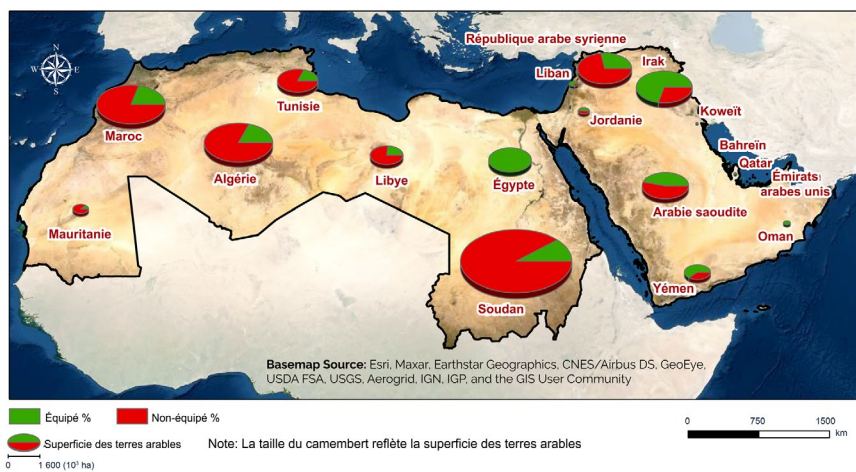 N
W E
S
République arabe syrienne
Liban
Irak
Tunisie
Maroc
Jordanie
Koweït
Algérie
Libye
Égypte
Bahreïn
Qatar
Émirats
arabes unis
Arabie saoudite
Mauritanie
Oman
Yémen
Soudan
Basemap Source: Esri, Maxar, Earthstar Geographics, CNES/Airbus DS, GeoEye,
USDA FSA, USGS, Aerogrid, IGN, IGP, and the GIS User Community
Équipé %
Non-équipé %
Superficie des terres arables
Note: La taille du camembert reflète la superficie des terres arables
0 1 600 (10³ ha)
0 750 1500
km